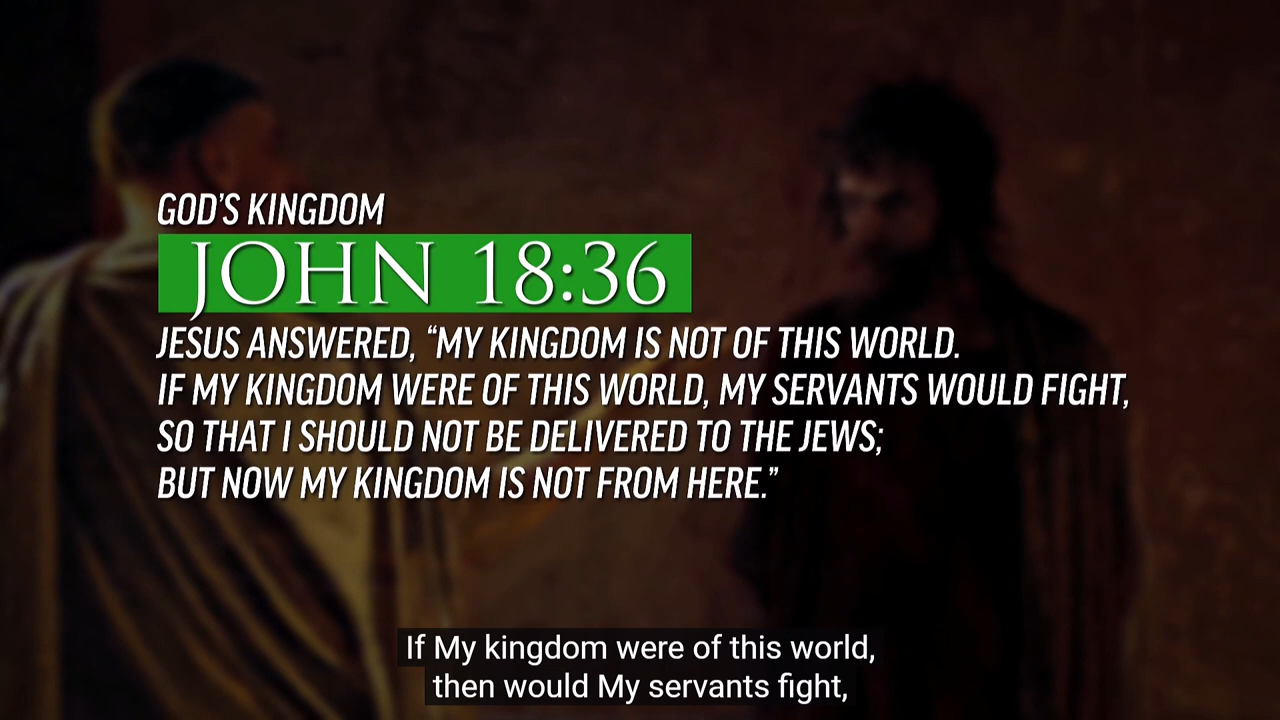 GOD'S KINGDOM
JOHN 18:36
JESUS ANSWERED, “MY KINGDOM IS NOT OF THIS WORLD.
IF MY KINGDOM WERE OF THIS WORLD, MY SERVANTS WOULD FIGHT,
SO THAT I SHOULD NOT BE DELIVERED TO THE JEWS;
BUT NOW MY KINGDOM IS NOT FROM HERE.”
If My kingdom were of this world,
then would My servants fight,